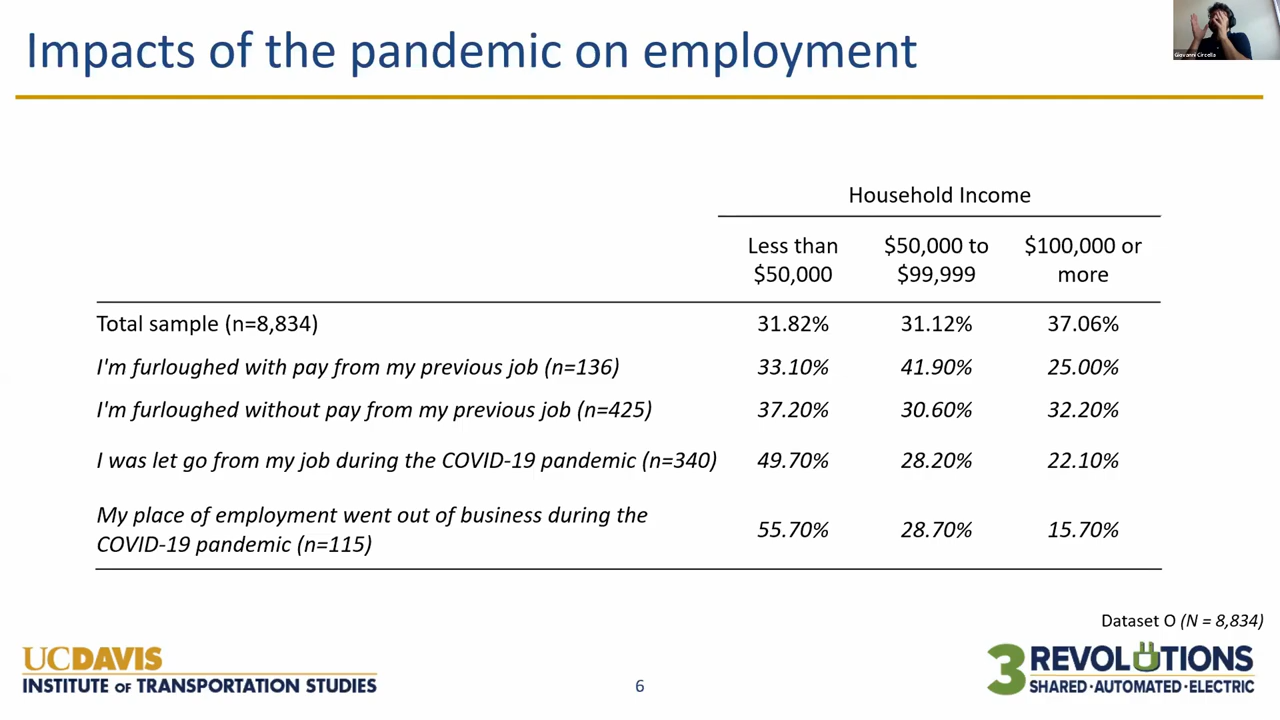 Impacts of the pandemic on employment
Giovanni Circella
Household Income
Less than $50,000 to $100,000 or
$50,000 $99,999 more
Total sample (n=8,834) 31.82% 31.12% 37.06%
I'm furloughed with pay from my previous job (n=136) 33.10% 41.90% 25.00%
I'm furloughed without pay from my previous job (n=425) 37.20% 30.60% 32.20%
I was let go from my job during the COVID-19 pandemic (n=340) 49.70% 28.20% 22.10%
My place of employment went out of business during the
COVID-19 pandemic (n=115) 55.70% 28.70% 15.70%
Dataset O (N = 8,834)
UCDAVIS
INSTITUTE OF TRANSPORTATION STUDIES
6
3 REVOLUTIONS
SHARED·AUTOMATED·ELECTRIC